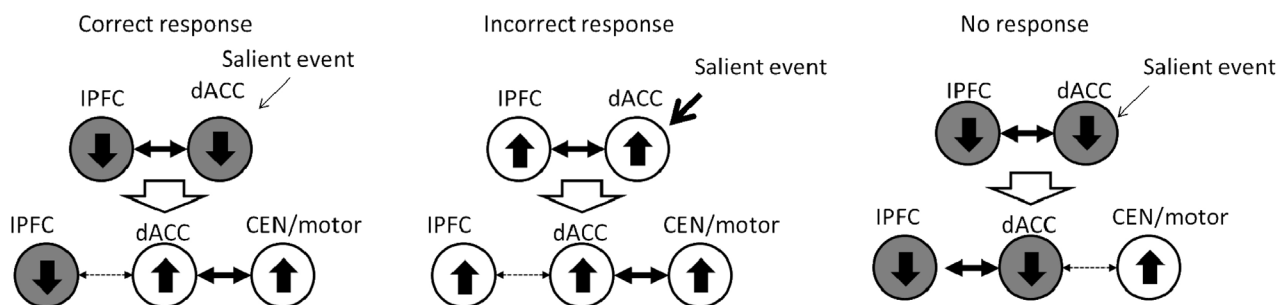 Correct response
Incorrect response
No response
Salient event
Salient event
Salient event
lPFC
dACC
lPFC
dACC
lPFC
dACC
lPFC
dACC
CEN/motor
lPFC
dACC
CEN/motor
lPFC
dACC
CEN/motor